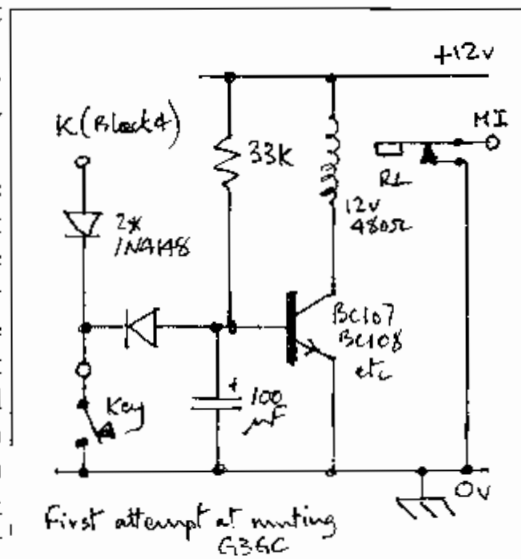 +12v
K (Block 4)
MI
33K
RL
2x
1N4148
12v
480Ω
BC107
BC108
etc
+
100
µF
Key
0v
First attempt at muting
G3GC